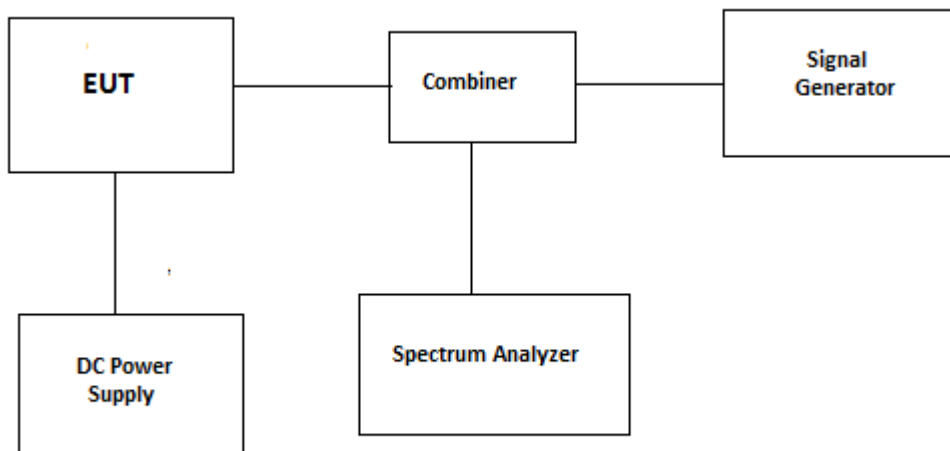 EUT
Combiner
Signal
Generator
DC Power
Supply
Spectrum Analyzer